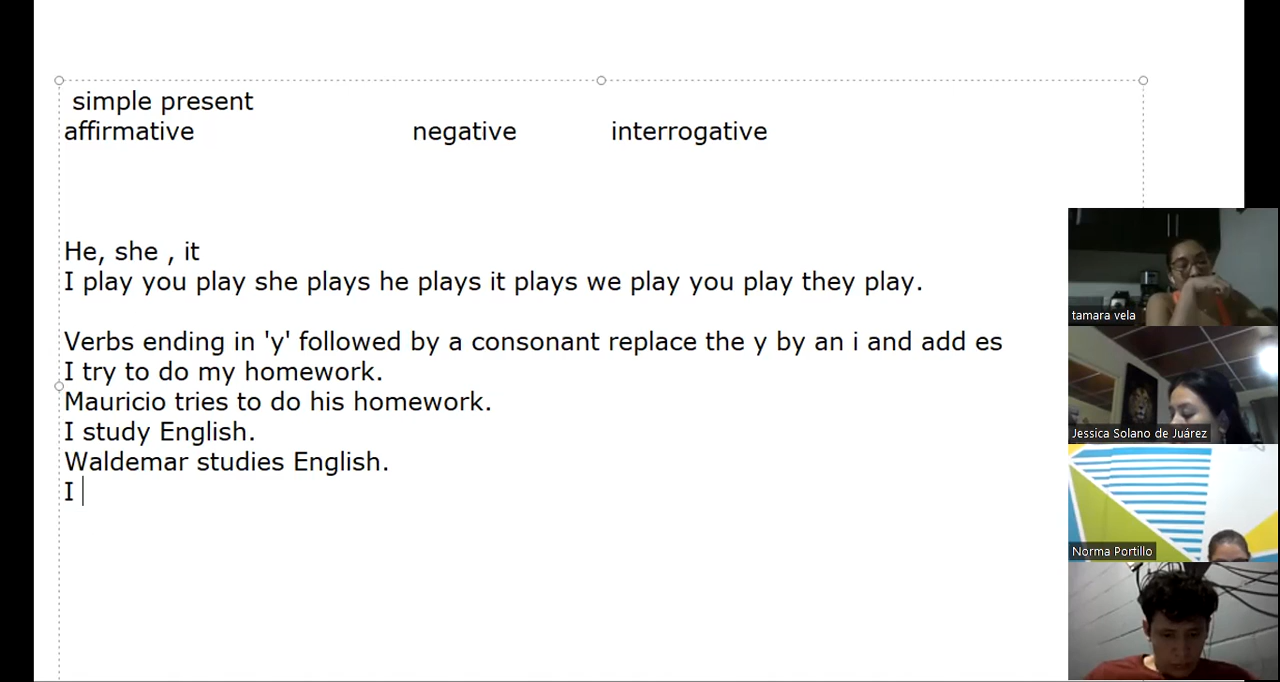 simple present
affirmative negative interrogative
He, she , it
I play you play she plays he plays it plays we play you play they play.
Verbs ending in 'y' followed by a consonant replace the y by an i and add es
I try to do my homework.
Mauricio tries to do his homework.
I study English.
Waldemar studies English.
I
tamara vela
Jessica Solano de Juárez
Norma Portillo